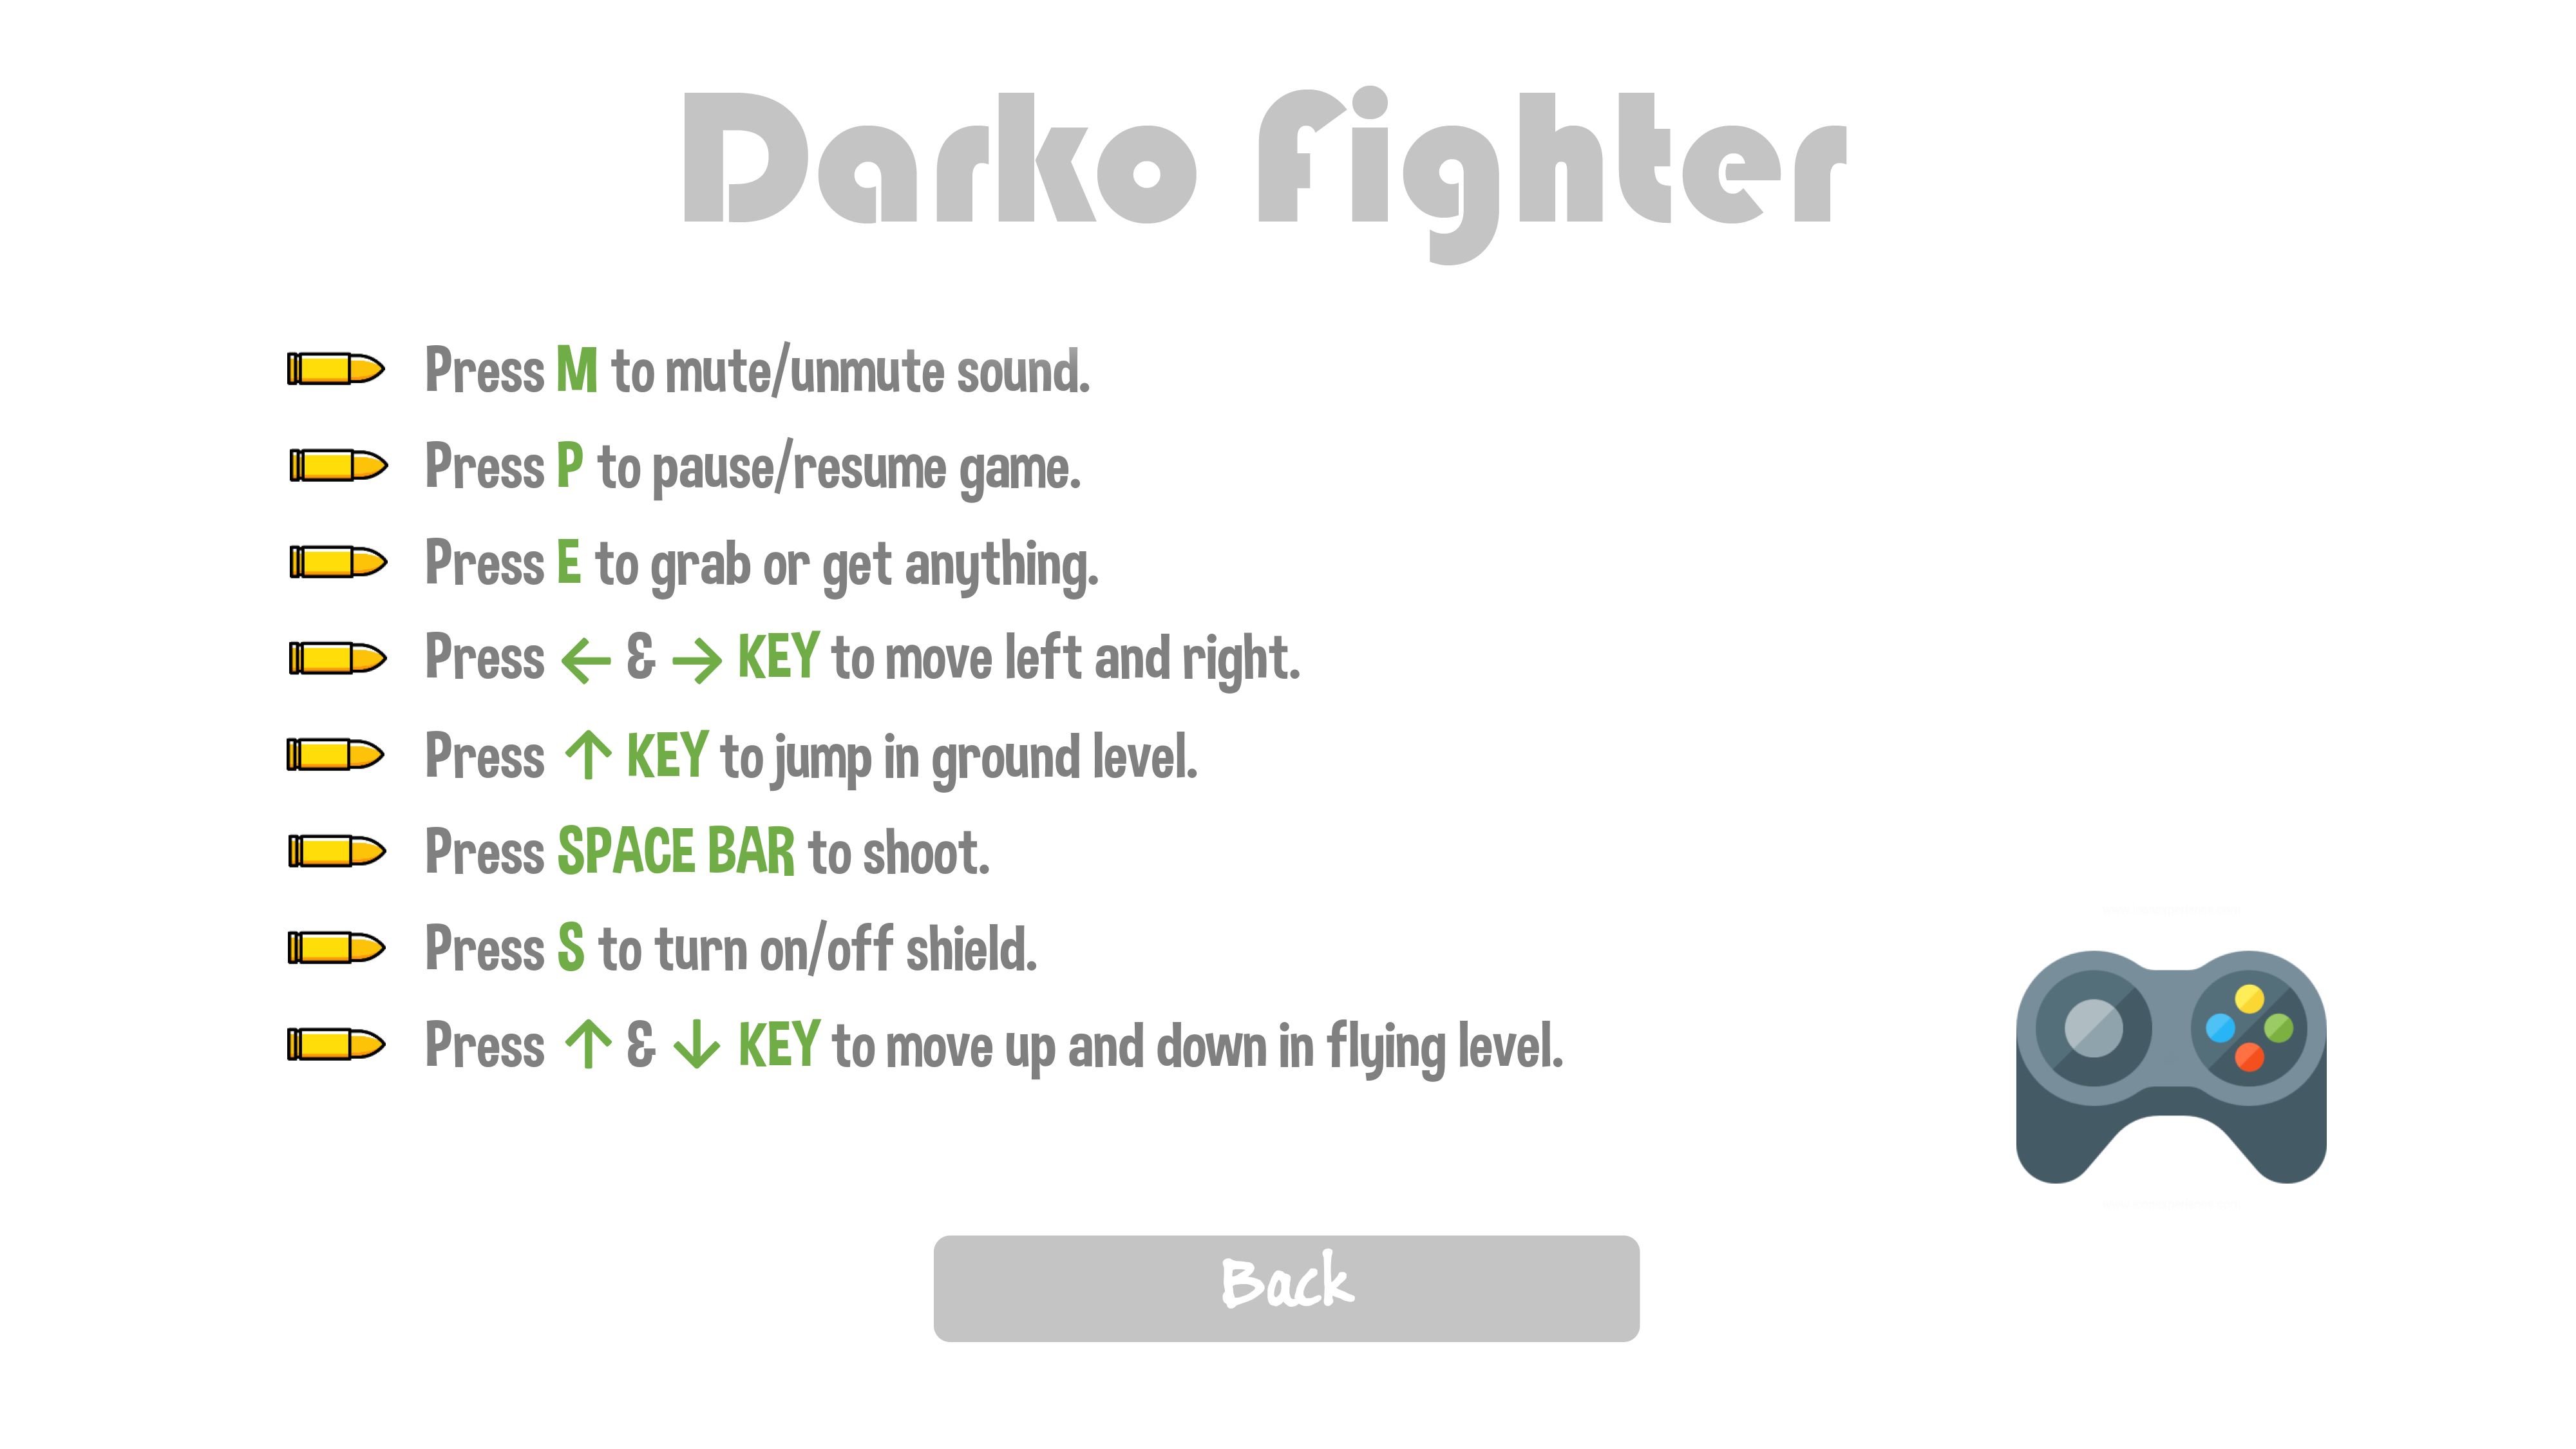 Darko Fighter
Press M to mute/unmute sound.
Press P to pause/resume game.
Press E to grab or get anything.
Press ← & → KEY to move left and right.
Press ↑ KEY to jump in ground level.
Press SPACE BAR to shoot.
Press S to turn on/off shield.
Press ↑ & ↓ KEY to move up and down in flying level.
Back